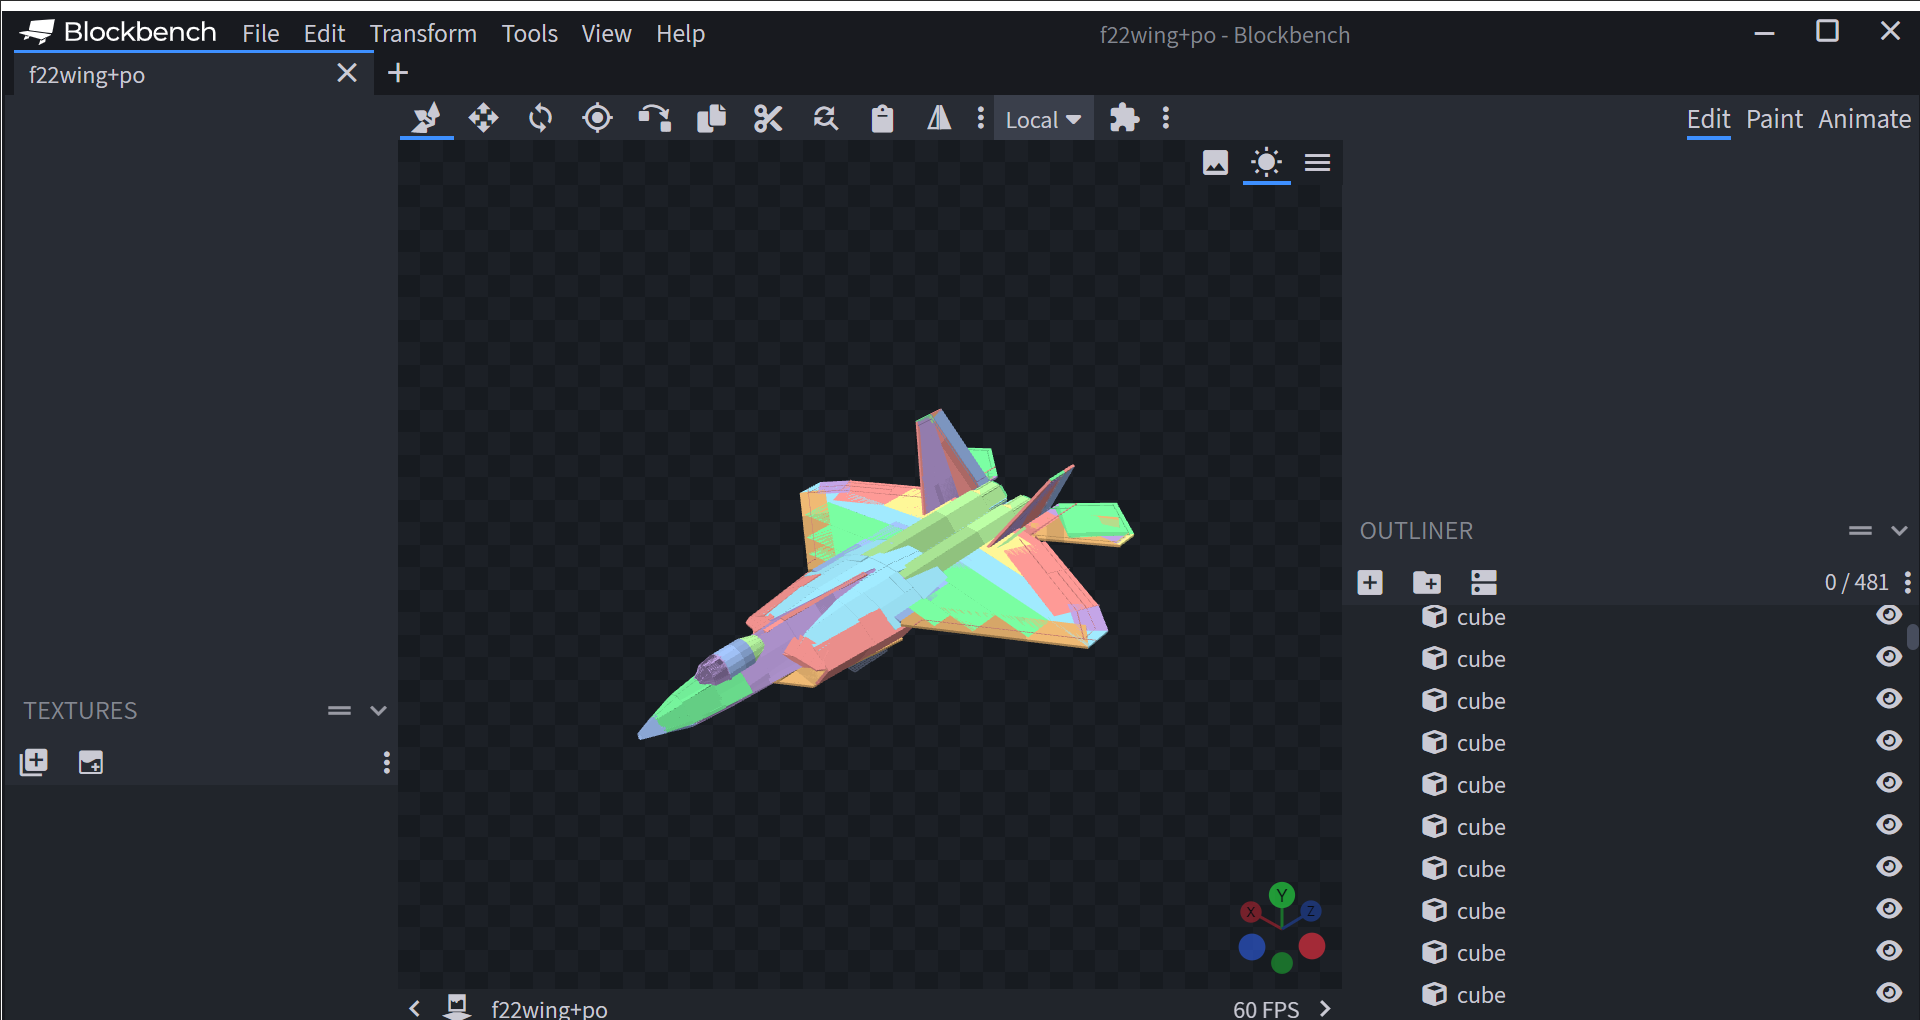 Blockbench File Edit Transform Tools View Help
f22wing+po - Blockbench
f22wing+po
Local
Edit Paint Animate
OUTLINER
0 / 481
cube
cube
cube
cube
cube
cube
cube
cube
cube
cube
TEXTURES
Y
X
Z
f22wing+po
60 FPS